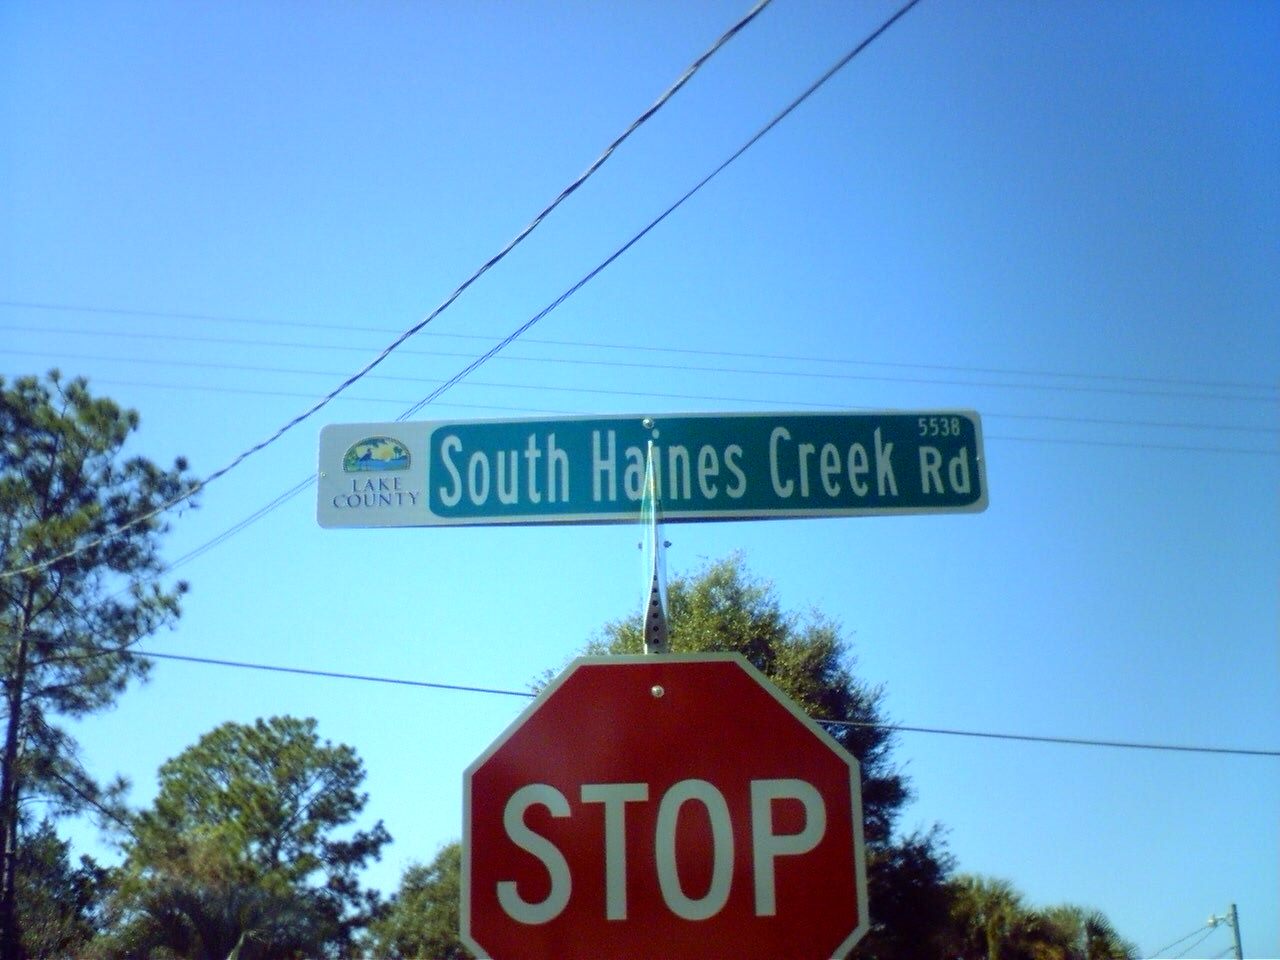 LAKE
COUNTY
South Haines Creek Rd
5538
STOP